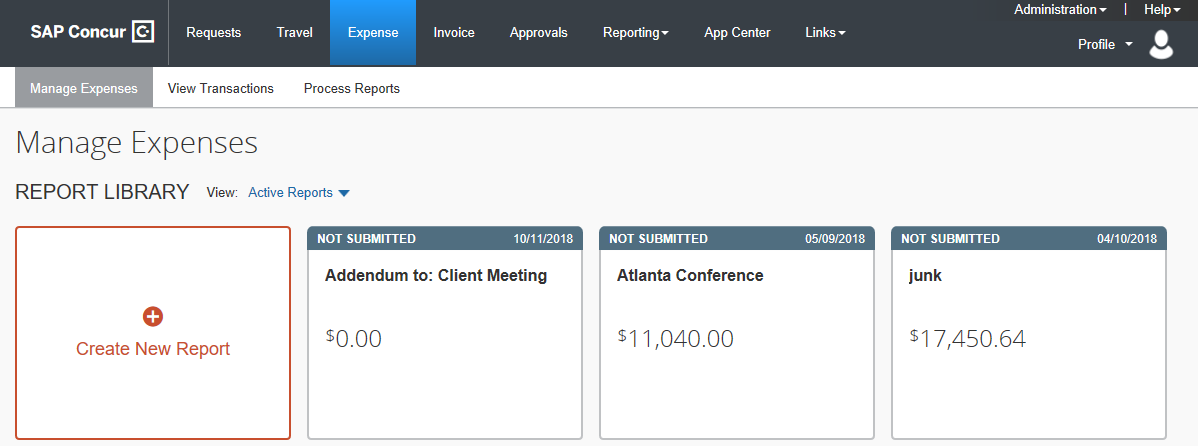 Administration Help
SAP Concur C Requests Travel Expense Invoice Approvals Reporting App Center Links
Profile
Manage Expenses View Transactions Process Reports
Manage Expenses
REPORT LIBRARY View: Active Reports
NOT SUBMITTED 10/11/2018 NOT SUBMITTED 05/09/2018 NOT SUBMITTED 04/10/2018
Addendum to: Client Meeting Atlanta Conference junk
$0.00 $11,040.00 $17,450.64
Create New Report